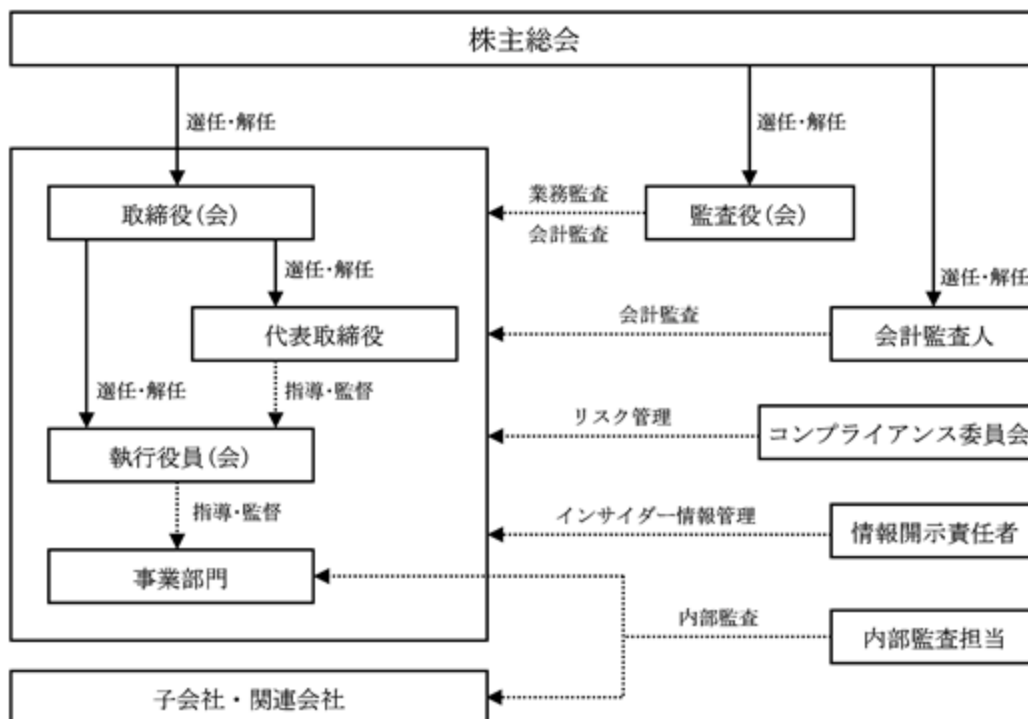 株主総会
選任・解任
選任・解任
取締役(会)
業務監査
会計監査
監査役(会)
選任・解任
選任・解任
代表取締役
会計監査
会計監査人
選任・解任
指導・監督
リスク管理
コンプライアンス委員会
執行役員(会)
指導・監督
インサイダー情報管理
情報開示責任者
事業部門
内部監査
内部監査担当
子会社・関連会社